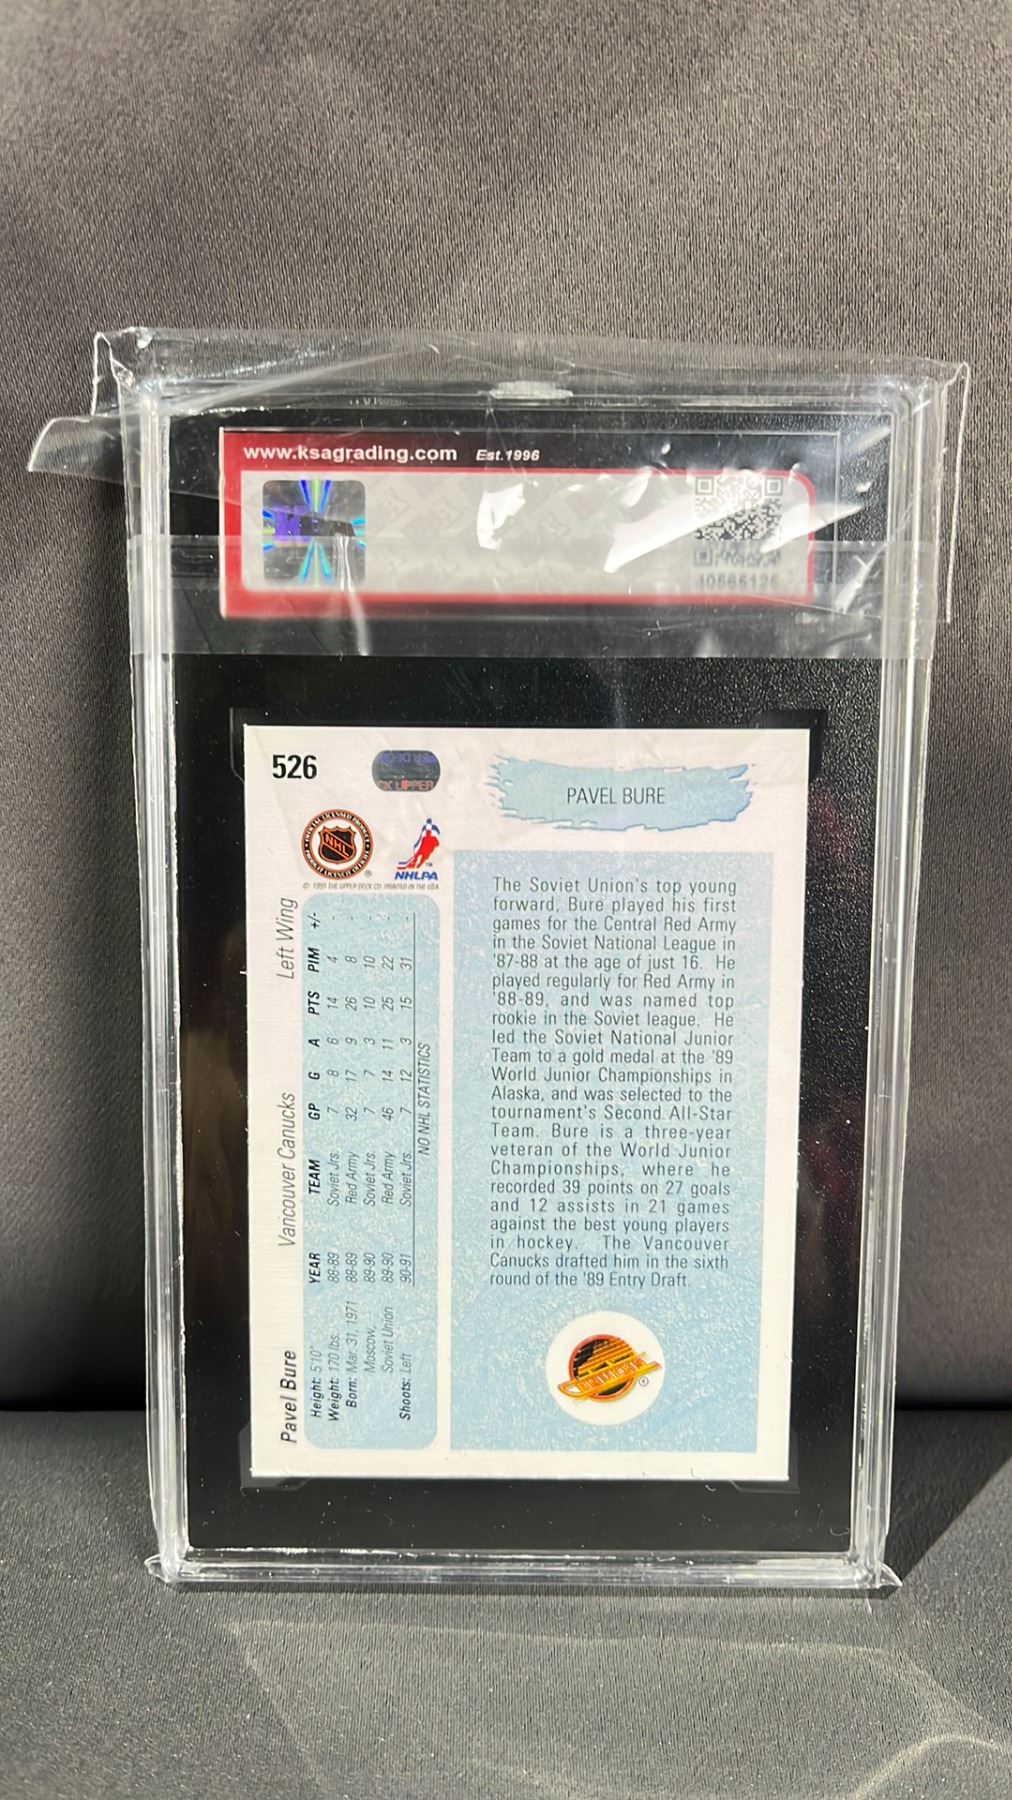 www.ksagrading.com Est.1996
40565125
526
PAVEL BURE
NHL
NHLPA
© 1991 THE UPPER DECK CO. PRINTED IN THE USA
The Soviet Union's top young
forward, Bure played his first
games for the Central Red Army
in the Soviet National League in
'87-88 at the age of just 16. He
played regularly for Red Army in
'88-89, and was named top
rookie in the Soviet league. He
led the Soviet National Junior
Team to a gold medal at the '89
World Junior Championships in
Alaska, and was selected to the
tournament's Second All-Star
Team. Bure is a three-year
veteran of the World Junior
Championships, where he
recorded 39 points on 27 goals
and 12 assists in 21 games
against the best young players
in hockey. The Vancouver
Canucks drafted him in the sixth
round of the '89 Entry Draft.
Pavel Bure Vancouver Canucks Left Wing
Height: 5'10"
Weight: 170 lbs.
Born: Mar. 31, 1971
Moscow,
Soviet Union
Shoots: Left
YEAR TEAM GP G A PTS PIM +/-
88-89 Soviet Jrs. 7 8 6 14 4 -
88-89 Red Army 32 17 9 26 8 -
89-90 Soviet Jrs. 7 7 3 10 10 -
89-90 Red Army 46 14 11 25 22 -
90-91 Soviet Jrs. 7 12 3 15 31 -
NO NHL STATISTICS